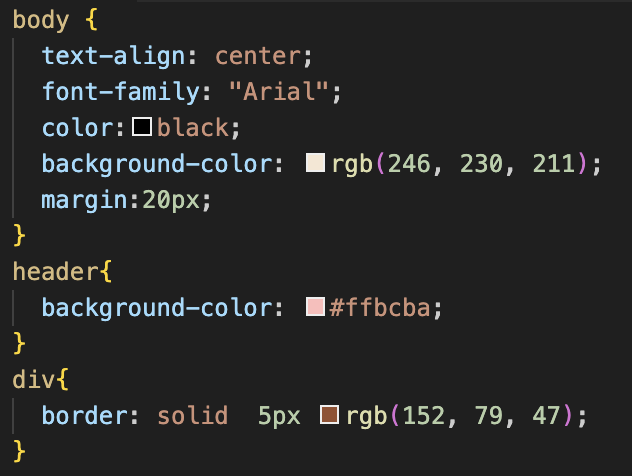 body {
  text-align: center;
  font-family: "Arial";
  color:black;
  background-color: rgb(246, 230, 211);
  margin:20px;
}
header{
  background-color: #ffbcba;
}
div{
  border: solid  5px rgb(152, 79, 47);
}